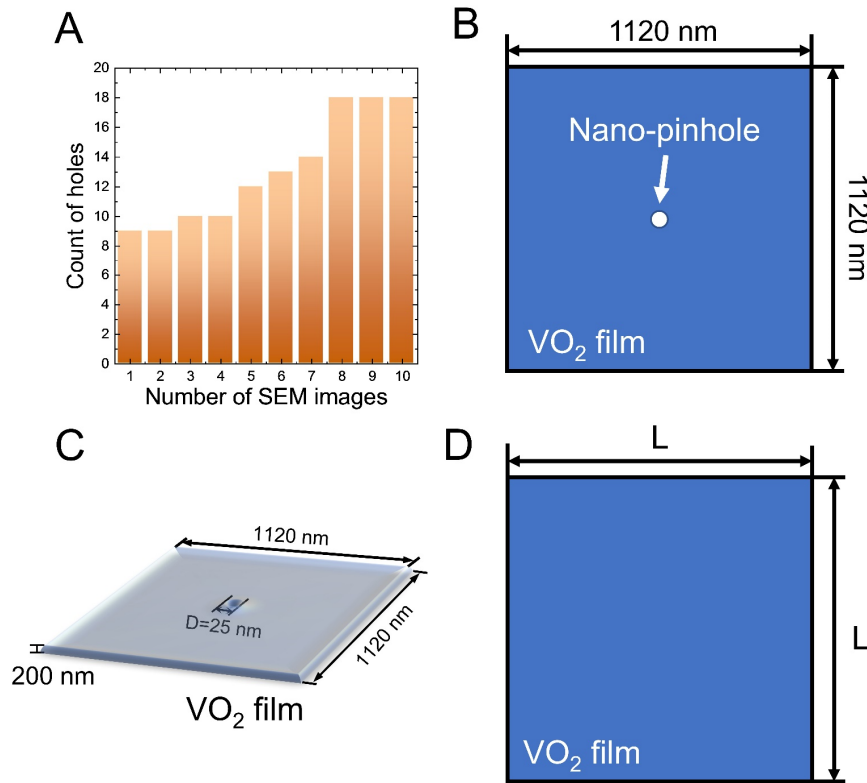 A
20
18
16
14
12
10
8
6
4
2
0
Count of holes
1 2 3 4 5 6 7 8 9 10
Number of SEM images
B
1120 nm
Nano-pinhole
1120 nm
VO₂ film
C
1120 nm
D=25 nm
1120 nm
200 nm
VO₂ film
D
L
L
VO₂ film